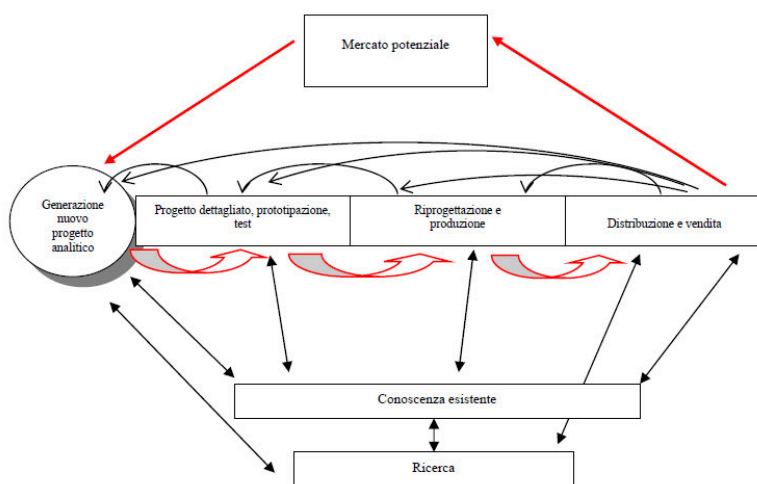 Mercato potenziale
Generazione
nuovo
progetto
analitico
Progetto dettagliato, prototipazione,
test
Riprogettazione e
produzione
Distribuzione e vendita
Conoscenza esistente
Ricerca